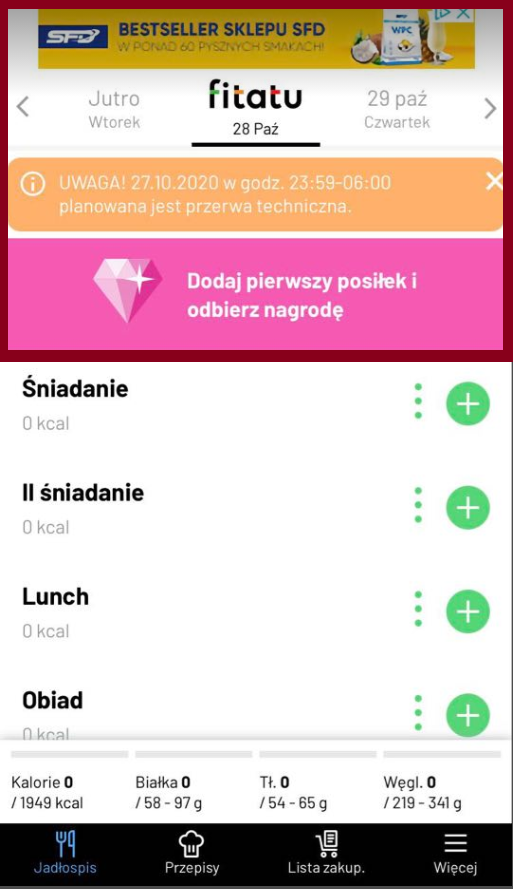 SFD
BESTSELLER SKLEPU SFD
W PONAD 60 PYSZNYCH SMAKACH!
WPC
Jutro
Wtorek
fitatu
28 Paź
29 paź
Czwartek
UWAGA! 27.10.2020 w godz. 23:59-06:00
planowana jest przerwa techniczna.
Dodaj pierwszy posiłek i
odbierz nagrodę
Śniadanie
0 kcal
II śniadanie
0 kcal
Lunch
0 kcal
Obiad
0 kcal
Kalorie 0
/ 1949 kcal
Białka 0
/ 58 - 97 g
Tł. 0
/ 54 - 65 g
Węgl. 0
/ 219 - 341 g
Jadłospis
Przepisy
Lista zakup.
Więcej